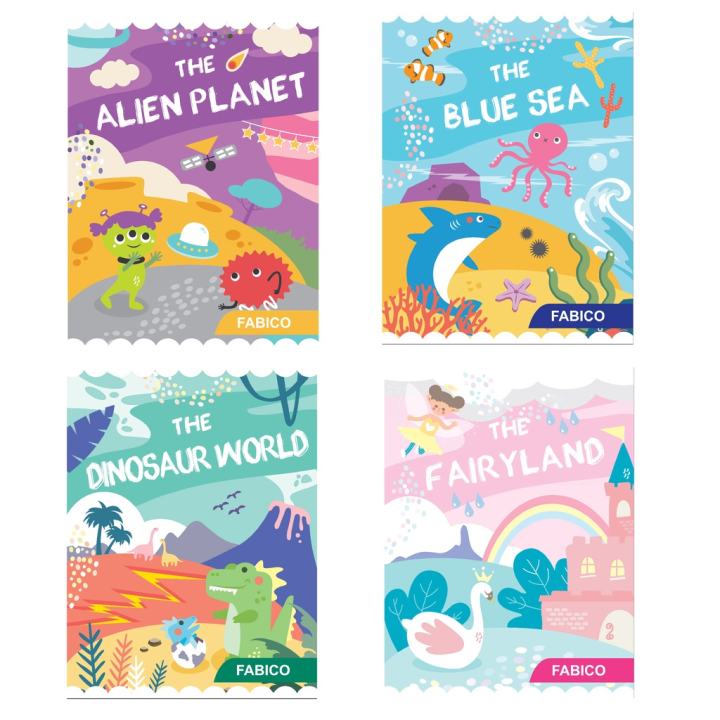 THE
ALIEN PLANET
FABICO
THE
BLUE SEA
FABICO
THE
DINOSAUR WORLD
FABICO
THE
FAIRYLAND
FABICO